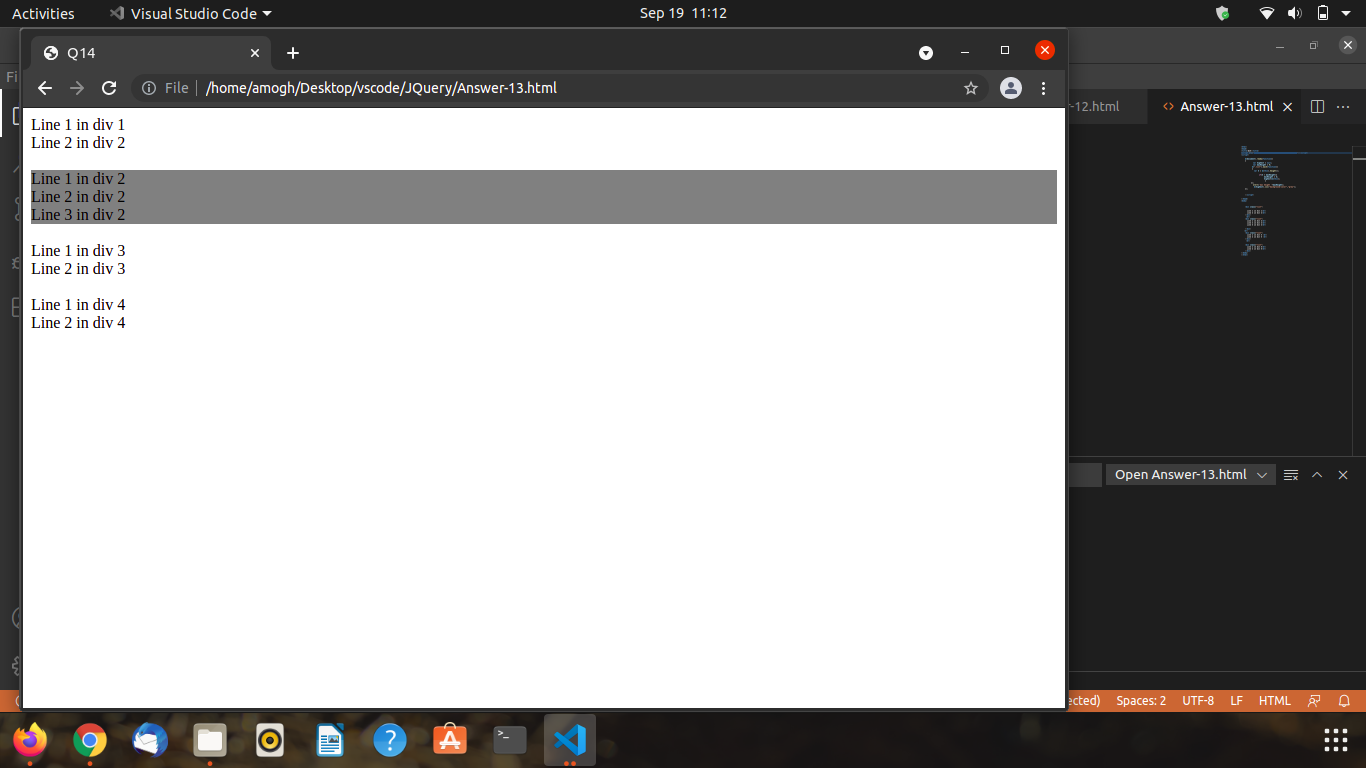 Activities Visual Studio Code Sep 19 11:12
Q14
File /home/amogh/Desktop/vscode/JQuery/Answer-13.html
Fi
-12.html Answer-13.html
Line 1 in div 1
Line 2 in div 2
Line 1 in div 2
Line 2 in div 2
Line 3 in div 2
Line 1 in div 3
Line 2 in div 3
Line 1 in div 4
Line 2 in div 4
Open Answer-13.html
ected) Spaces: 2 UTF-8 LF HTML